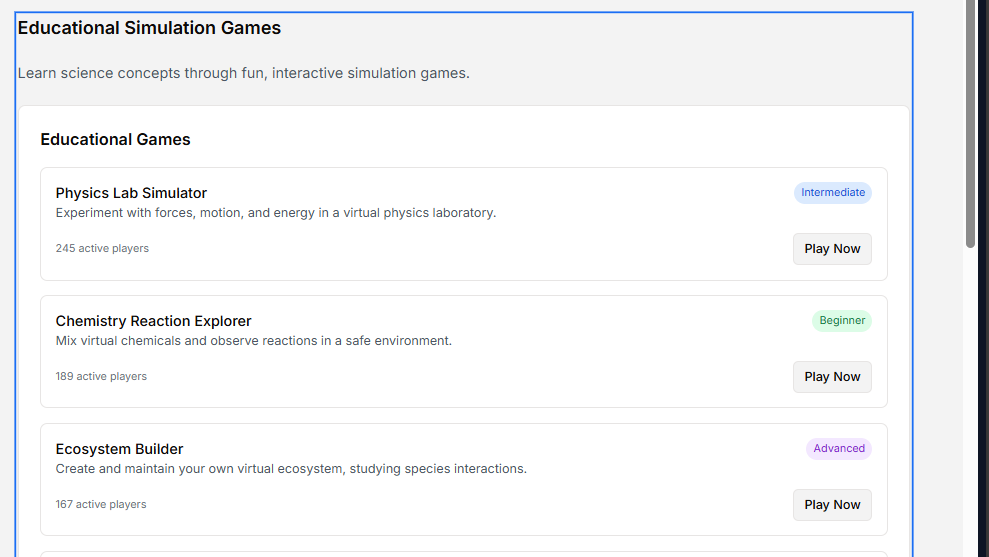 Educational Simulation Games
Learn science concepts through fun, interactive simulation games.
Educational Games
Physics Lab Simulator
Intermediate
Experiment with forces, motion, and energy in a virtual physics laboratory.
245 active players
Play Now
Chemistry Reaction Explorer
Beginner
Mix virtual chemicals and observe reactions in a safe environment.
189 active players
Play Now
Ecosystem Builder
Advanced
Create and maintain your own virtual ecosystem, studying species interactions.
167 active players
Play Now